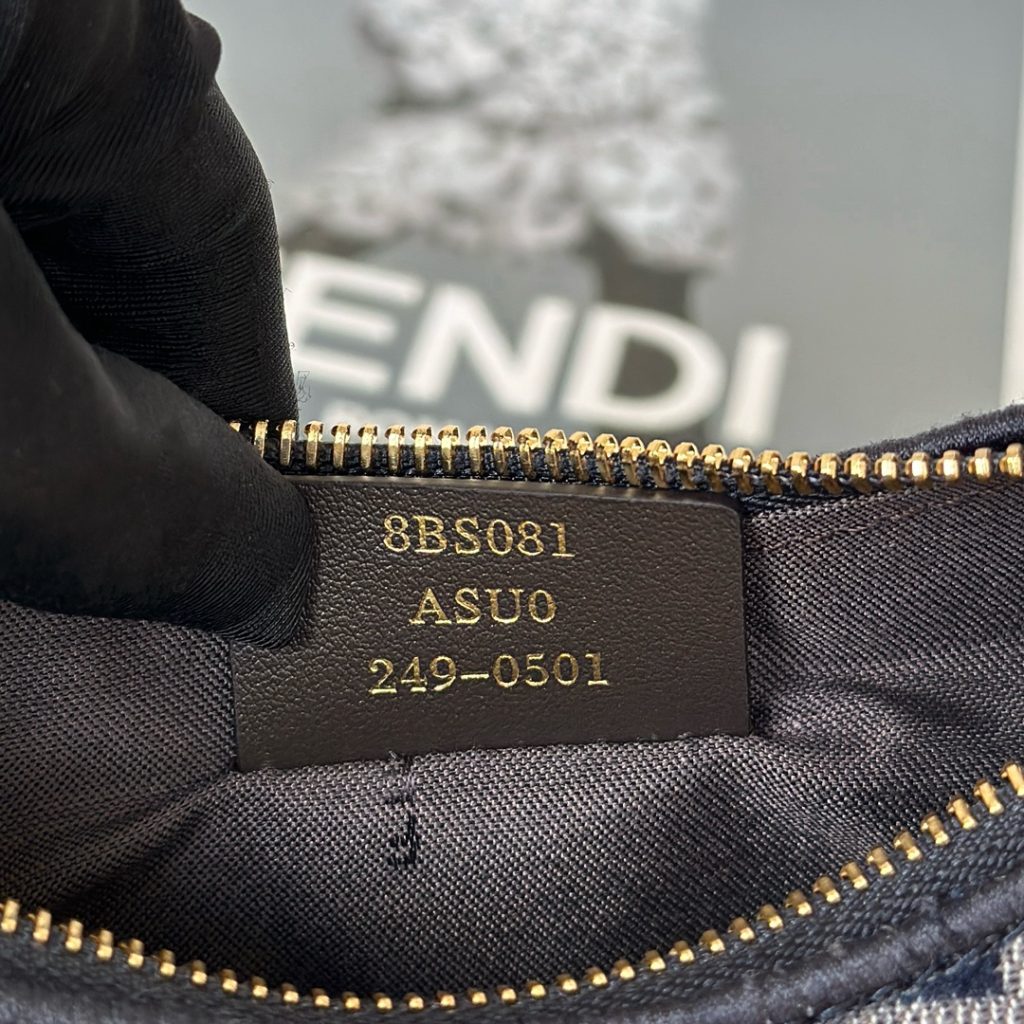 ENDI
8BS081
ASU0
249-0501